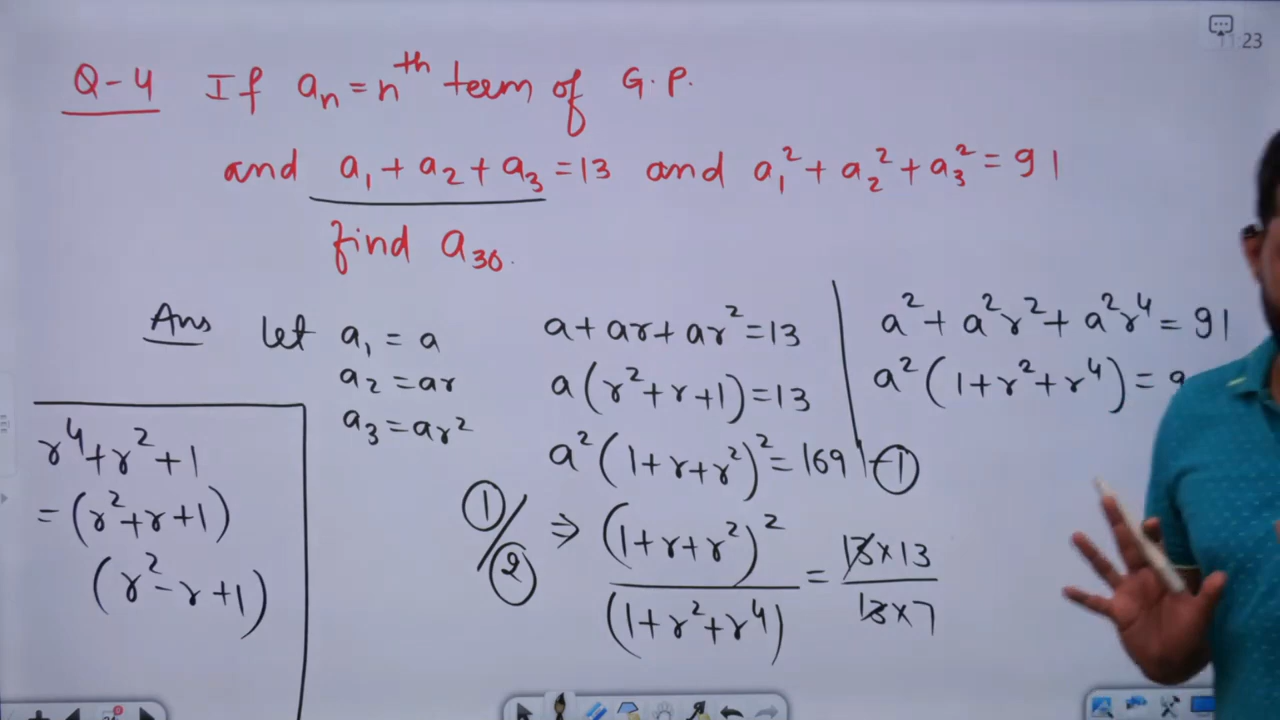 11:23
Q-4 If aₙ = nᵗʰ term of G.P.
and a₁ + a₂ + a₃ = 13 and a₁² + a₂² + a₃² = 91
find a₃₀.
Ans Let a₁ = a
a₂ = ar
a₃ = ar²
a + ar + ar² = 13
a(r² + r + 1) = 13
a²(1 + r + r²)² = 169 — ①
a² + a²r² + a²r⁴ = 91
a²(1 + r² + r⁴) = 9
①/② ⇒ (1 + r + r²)² / (1 + r² + r⁴) = 13×13 / 13×7
r⁴ + r² + 1
= (r² + r + 1)
(r² - r + 1)